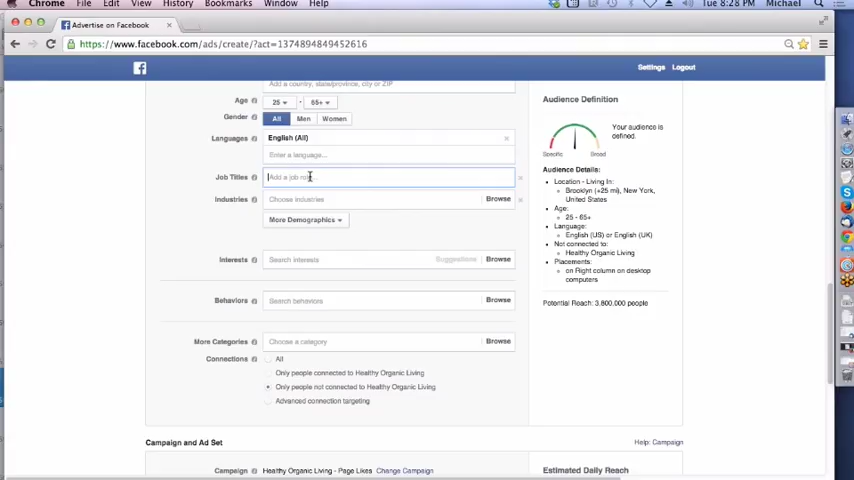 Chrome File Edit View History Bookmarks Window Help Tue 8:28 PM Michael
Advertise on Facebook
https://www.facebook.com/ads/create/?act=1374894849452616
Settings Logout
Add a country, state/province, city or ZIP
Age 25 - 65+
Gender All Men Women
Languages English (All)
Enter a language...
Job Titles Add a job
Industries Choose industries Browse
More Demographics
Interests Search interests Suggestions Browse
Behaviors Search behaviors Browse
More Categories Choose a category Browse
Connections All
Only people connected to Healthy Organic Living
Only people not connected to Healthy Organic Living
Advanced connection targeting
Audience Definition
Your audience is
defined.
Specific Broad
Audience Details:
Location - Living In:
Brooklyn (+25 mi), New York,
United States
Age:
25 - 65+
Language:
English (US) or English (UK)
Not connected to:
Healthy Organic Living
Placements:
on Right column on desktop
computers
Potential Reach: 3,800,000 people
Campaign and Ad Set Help: Campaign
Campaign Healthy Organic Living - Page Likes Change Campaign
Estimated Daily Reach